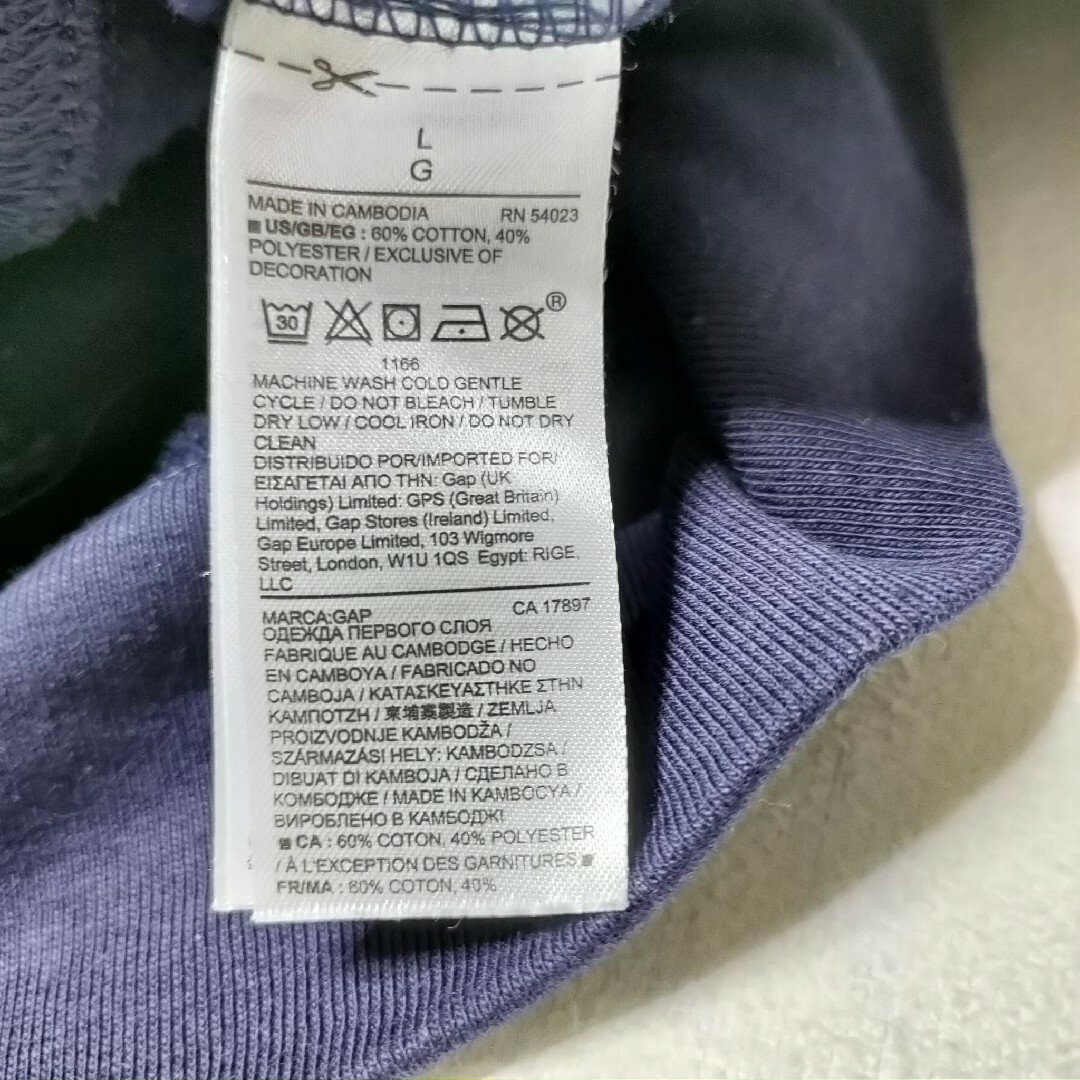 L
G
MADE IN CAMBODIA RN 54023
US/GB/EG : 60% COTTON, 40%
POLYESTER / EXCLUSIVE OF
DECORATION
30 ®
1166
MACHINE WASH COLD GENTLE
CYCLE / DO NOT BLEACH / TUMBLE
DRY LOW / COOL IRON / DO NOT DRY
CLEAN
DISTRIBUIDO POR/IMPORTED FOR/
ΕΙΣΑΓΕΤΑΙ ΑΠΟ ΤΗΝ: Gap (UK
Holdings) Limited: GPS (Great Britain)
Limited, Gap Stores (Ireland) Limited,
Gap Europe Limited, 103 Wigmore
Street, London, W1U 1QS Egypt: RIGE,
LLC
MARCA:GAP CA 17897
ОДЕЖДА ПЕРВОГО СЛОЯ
FABRIQUE AU CAMBODGE / HECHO
EN CAMBOYA / FABRICADO NO
CAMBOJA / ΚΑΤΑΣΚΕΥΑΣΤΗΚΕ ΣΤΗΝ
ΚΑΜΠΟΤΖΗ / 柬埔寨製造 / ZEMLJA
PROIZVODNJE KAMBODŽA /
SZÁRMAZÁSI HELY: KAMBODZSA /
DIBUAT DI KAMBOJA / СДЕЛАНО В
КОМБОДЖЕ / MADE IN KAMBOCYA /
ВИРОБЛЕНО В КАМБОДЖІ
CA : 60% COTON, 40% POLYESTER
/ À L'EXCEPTION DES GARNITURES
FR/MA : 60% COTON, 40%